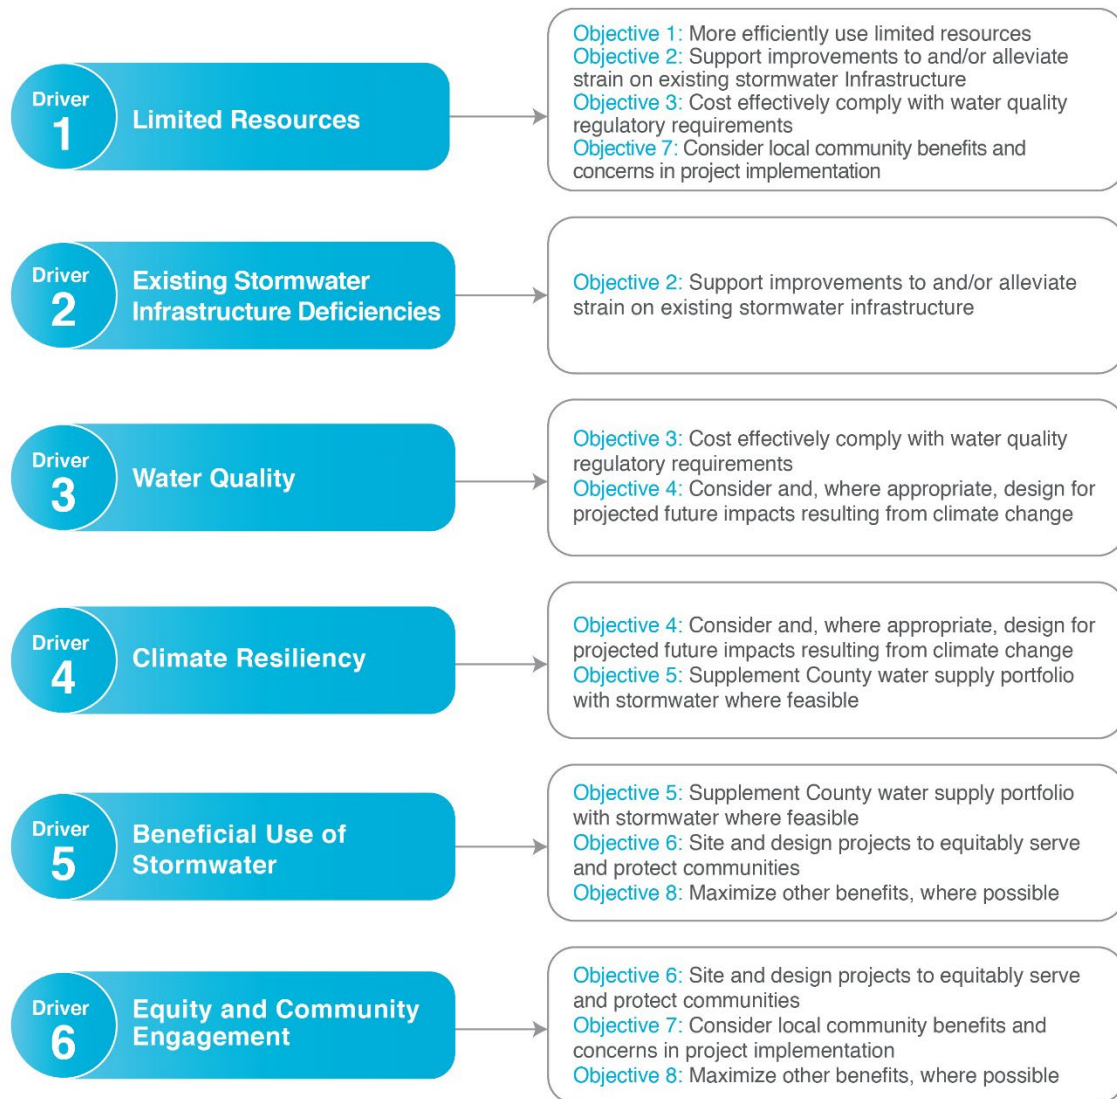 Driver
1
Limited Resources
Objective 1: More efficiently use limited resources
Objective 2: Support improvements to and/or alleviate
strain on existing stormwater Infrastructure
Objective 3: Cost effectively comply with water quality
regulatory requirements
Objective 7: Consider local community benefits and
concerns in project implementation
Driver
2
Existing Stormwater
Infrastructure Deficiencies
Objective 2: Support improvements to and/or alleviate
strain on existing stormwater infrastructure
Driver
3
Water Quality
Objective 3: Cost effectively comply with water quality
regulatory requirements
Objective 4: Consider and, where appropriate, design for
projected future impacts resulting from climate change
Driver
4
Climate Resiliency
Objective 4: Consider and, where appropriate, design for
projected future impacts resulting from climate change
Objective 5: Supplement County water supply portfolio
with stormwater where feasible
Driver
5
Beneficial Use of
Stormwater
Objective 5: Supplement County water supply portfolio
with stormwater where feasible
Objective 6: Site and design projects to equitably serve
and protect communities
Objective 8: Maximize other benefits, where possible
Driver
6
Equity and Community
Engagement
Objective 6: Site and design projects to equitably serve
and protect communities
Objective 7: Consider local community benefits and
concerns in project implementation
Objective 8: Maximize other benefits, where possible